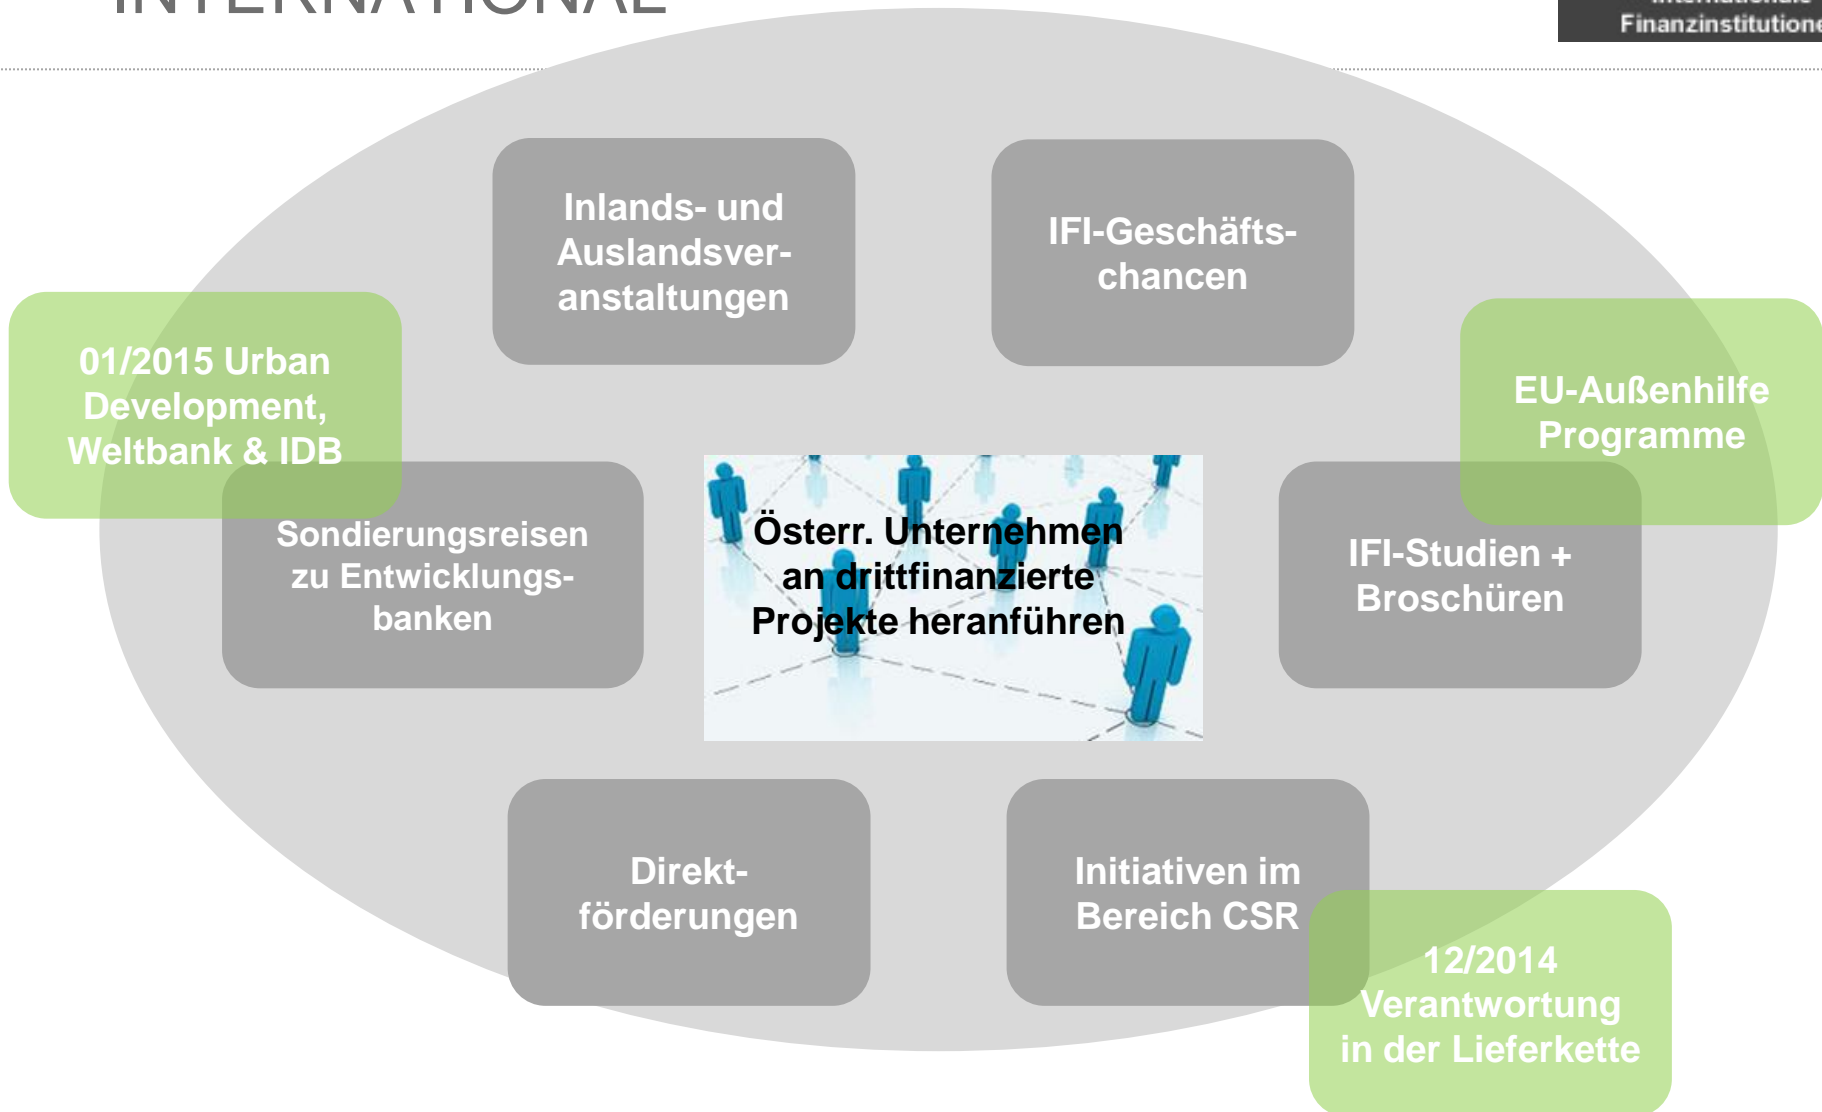 INTERNATIONAL
Internationale
Inlands- und
Auslandsver-
anstaltungen
IFI-Geschäfts-
chancen
01/2015 Urban
Development,
Weltbank & IDB
EU-Außenhilfe
Programme
Sondierungsreisen
zu Entwicklungs-
banken
Österr. Unternehmen
an drittfinanzierte
Projekte heranführen
IFI-Studien +
Broschüren
Direkt-
förderungen
Initiativen im
Bereich CSR
12/2014
Verantwortung
in der Lieferkette